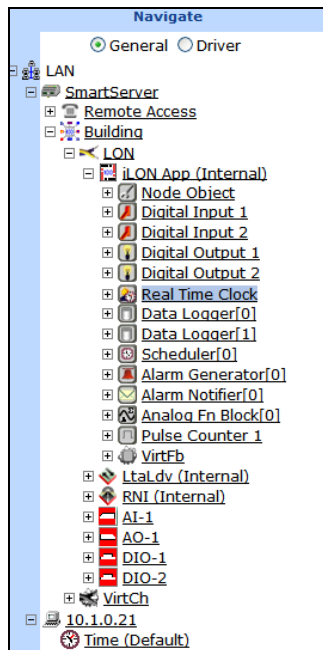 Navigate
General Driver
LAN
SmartServer
Remote Access
Building
LON
iLON App (Internal)
Node Object
Digital Input 1
Digital Input 2
Digital Output 1
Digital Output 2
Real Time Clock
Data Logger[0]
Data Logger[1]
Scheduler[0]
Alarm Generator[0]
Alarm Notifier[0]
Analog Fn Block[0]
Pulse Counter 1
VirtFb
LtaLdv (Internal)
RNI (Internal)
AI-1
AO-1
DIO-1
DIO-2
VirtCh
10.1.0.21
Time (Default)